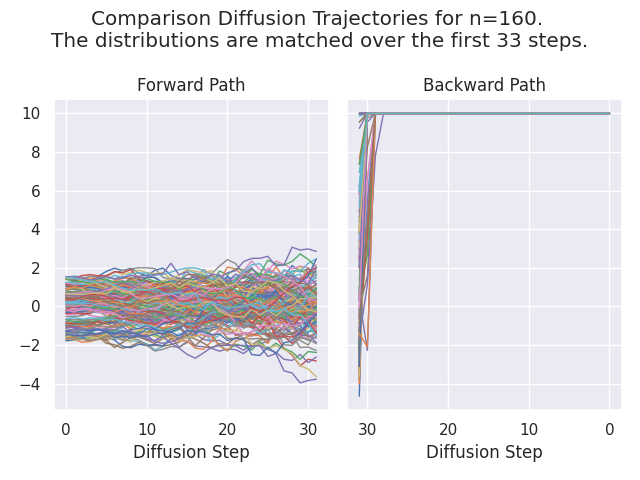 Comparison Diffusion Trajectories for n=160.
The distributions are matched over the first 33 steps.
Forward Path
Backward Path
10
8
6
4
2
0
−2
−4
0 10 20 30
30 20 10 0
Diffusion Step
Diffusion Step